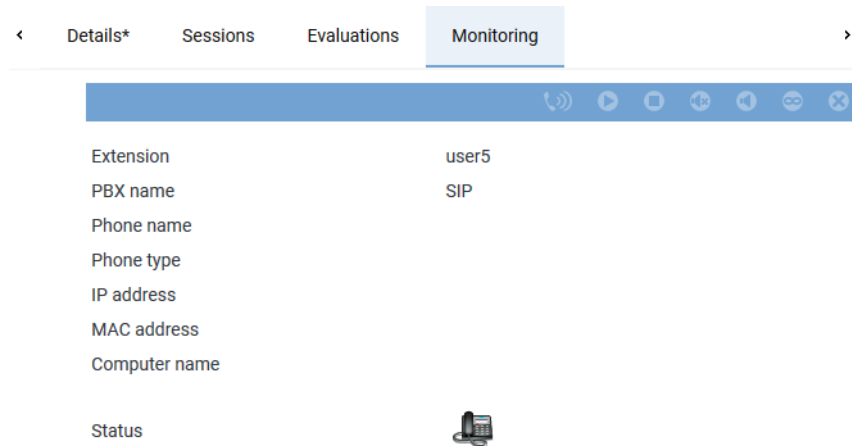 Details* Sessions Evaluations Monitoring
Extension user5
PBX name SIP
Phone name
Phone type
IP address
MAC address
Computer name
Status